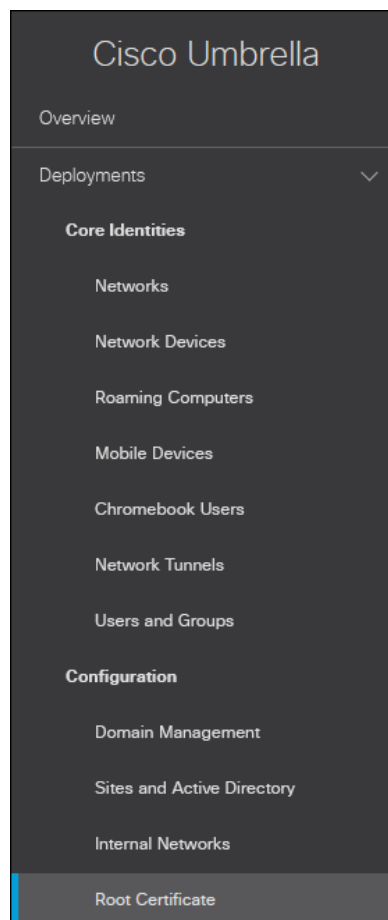 Cisco Umbrella
Overview
Deployments
Core Identities
Networks
Network Devices
Roaming Computers
Mobile Devices
Chromebook Users
Network Tunnels
Users and Groups
Configuration
Domain Management
Sites and Active Directory
Internal Networks
Root Certificate